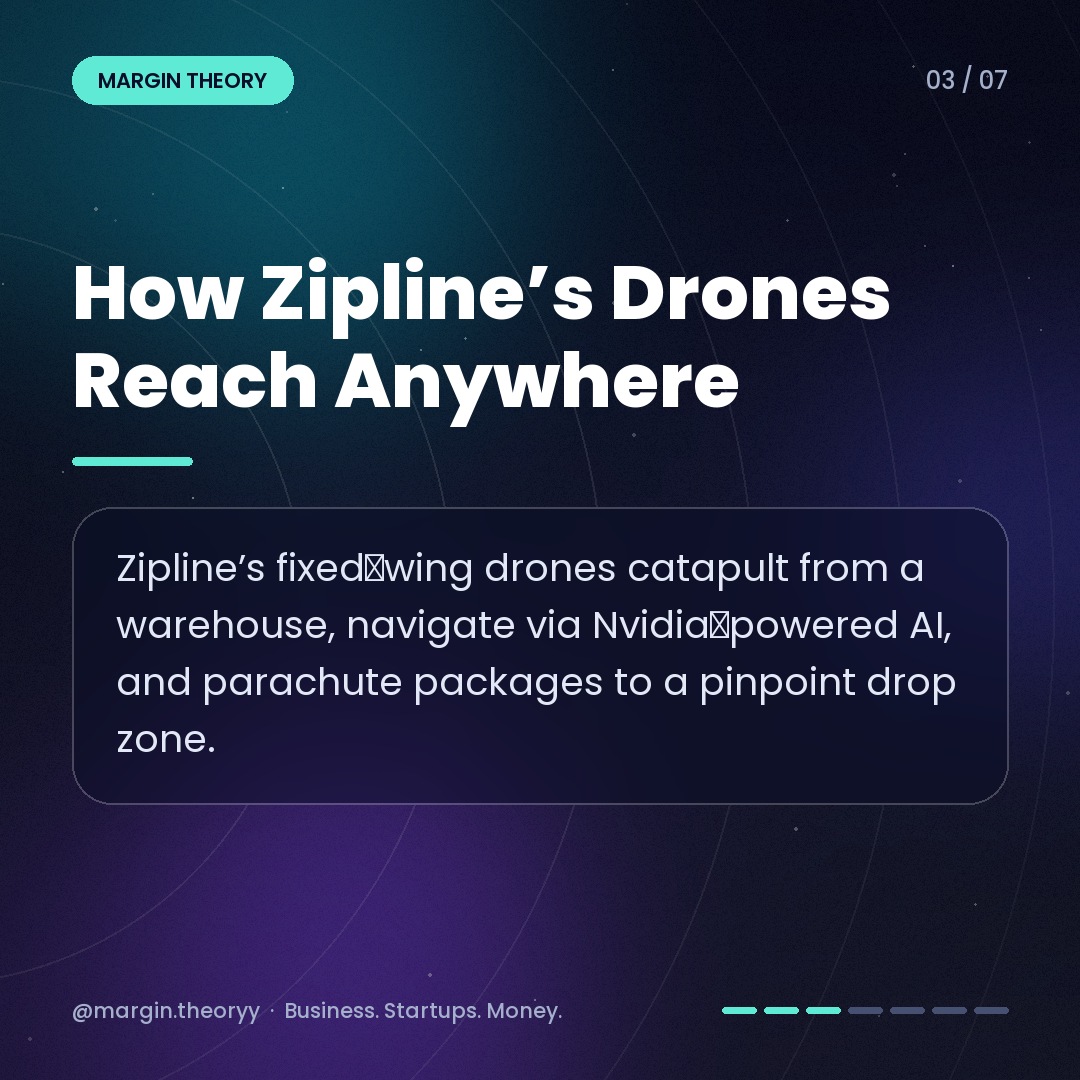 MARGIN THEORY
03 / 07
How Zipline’s Drones
Reach Anywhere
Zipline’s fixed☒wing drones catapult from a
warehouse, navigate via Nvidia☒powered AI,
and parachute packages to a pinpoint drop
zone.
@margin.theoryy · Business. Startups. Money.